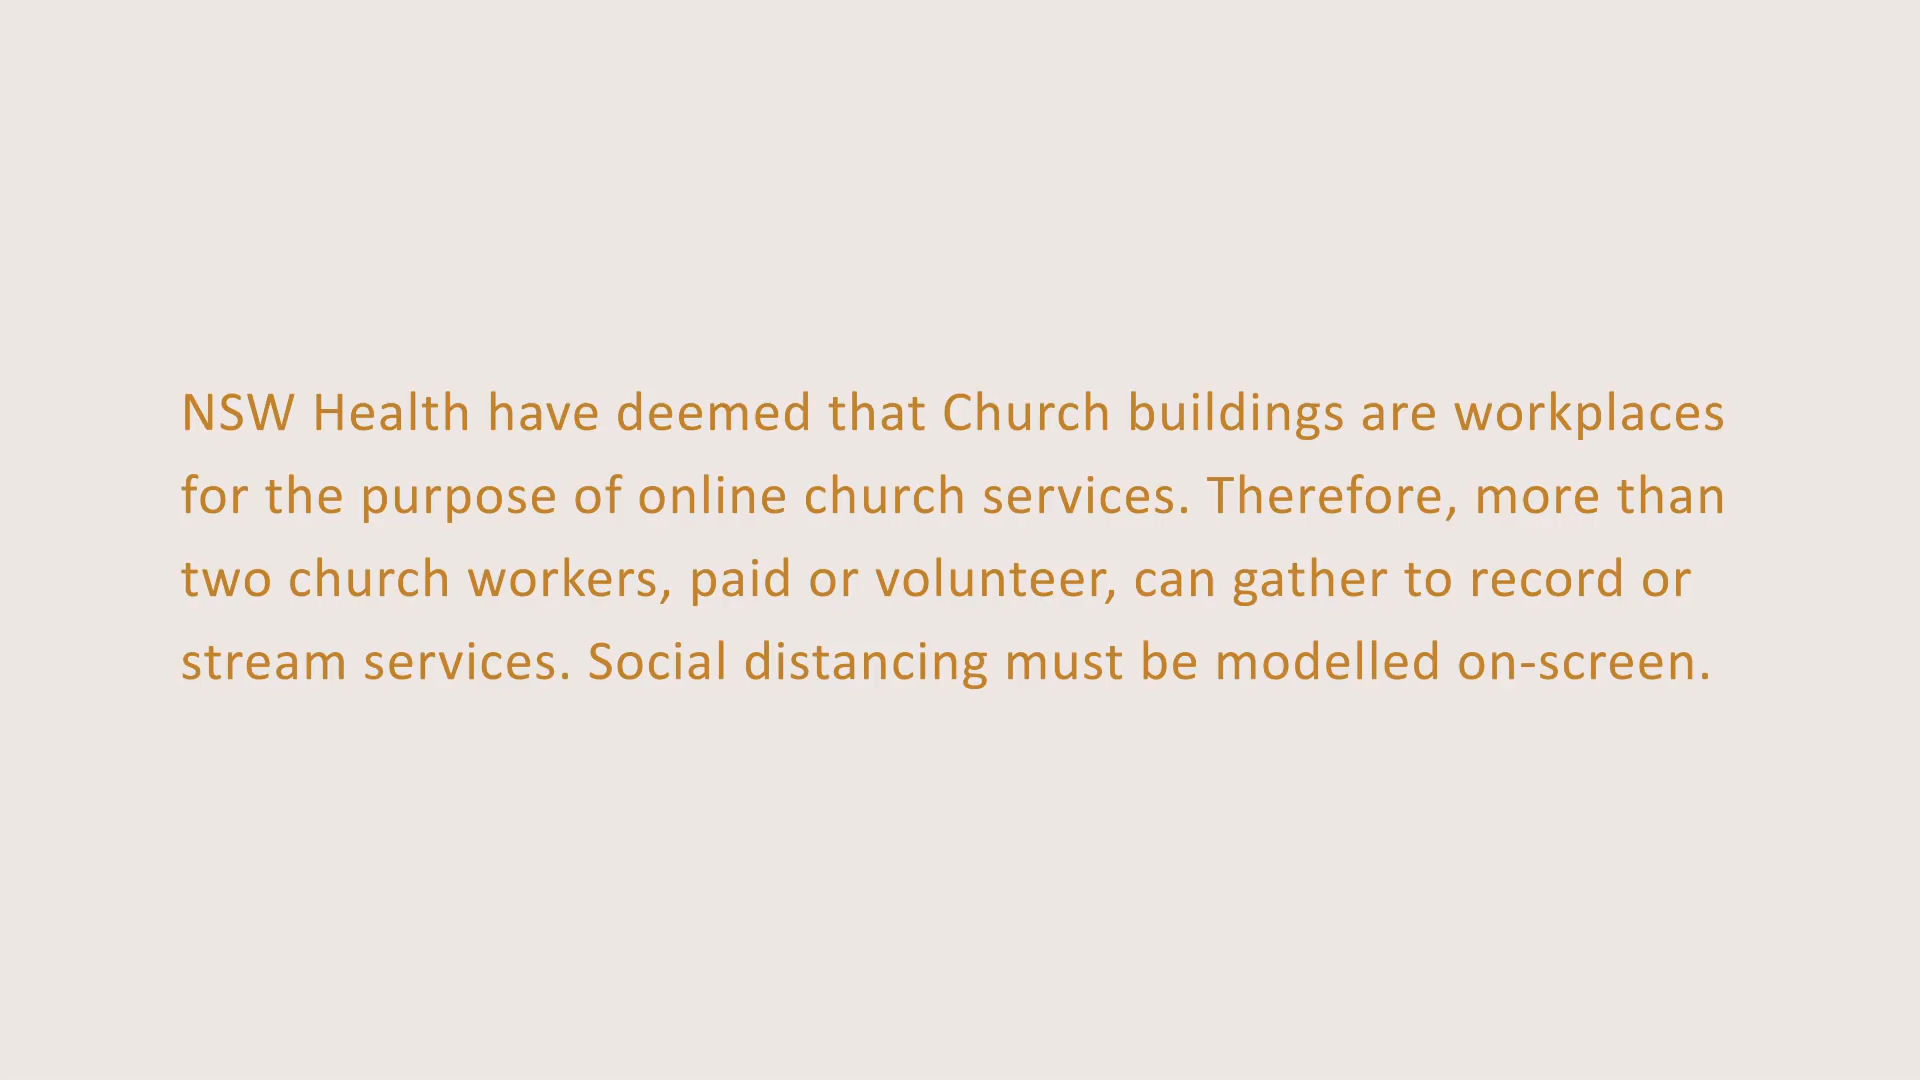 NSW Health have deemed that Church buildings are workplaces
for the purpose of online church services. Therefore, more than
two church workers, paid or volunteer, can gather to record or
stream services. Social distancing must be modelled on-screen.